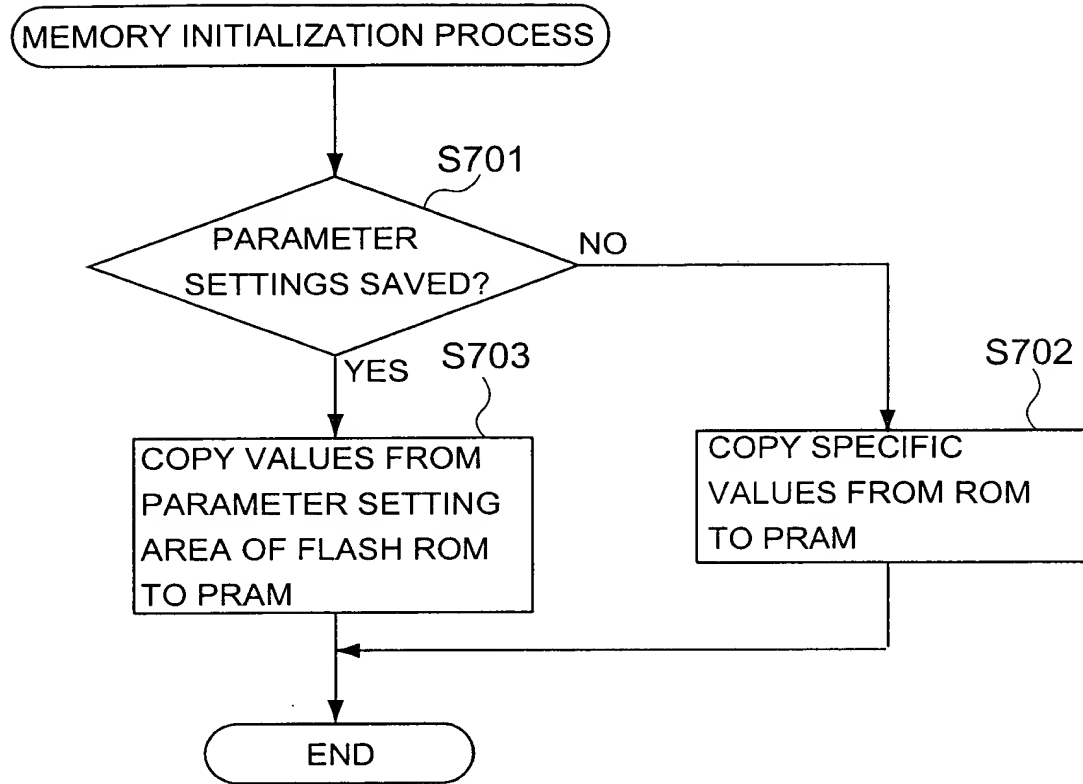 MEMORY INITIALIZATION PROCESS
S701
PARAMETER
SETTINGS SAVED?
NO
YES
S703
S702
COPY VALUES FROM
PARAMETER SETTING
AREA OF FLASH ROM
TO PRAM
COPY SPECIFIC
VALUES FROM ROM
TO PRAM
END